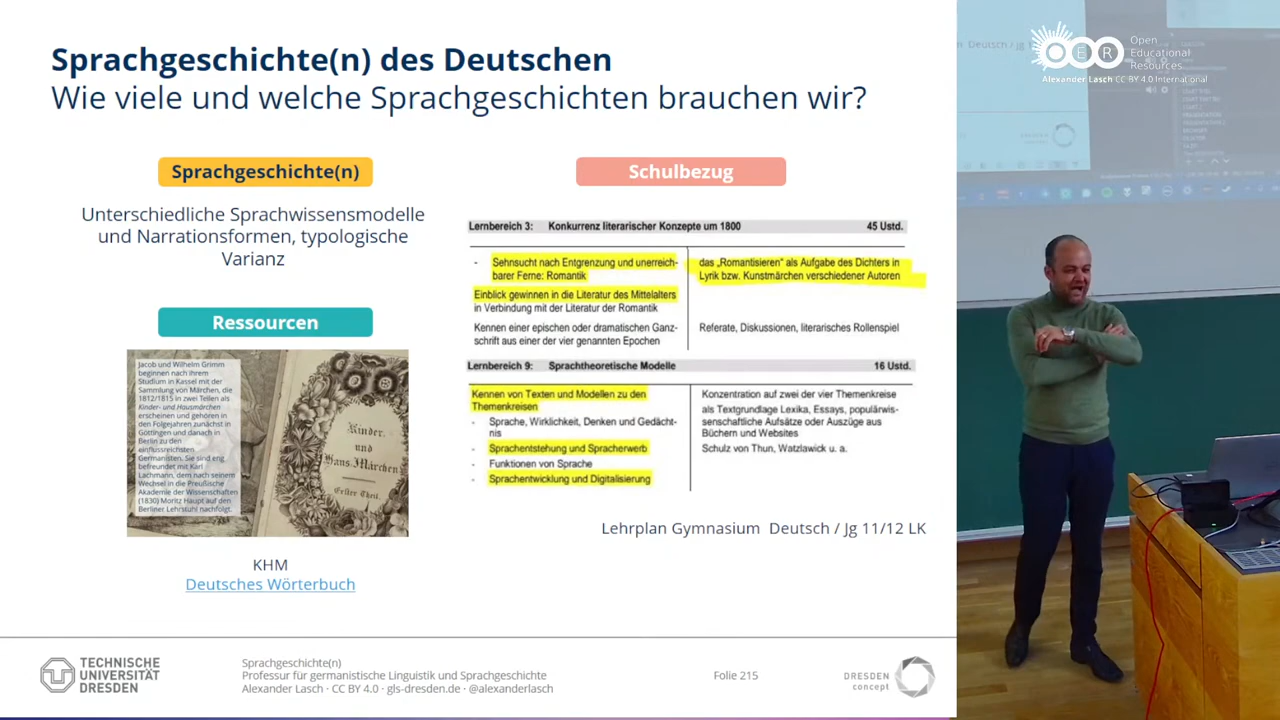 Sprachgeschichte(n) des Deutschen
Wie viele und welche Sprachgeschichten brauchen wir?
Sprachgeschichte(n)
Unterschiedliche Sprachwissensmodelle
und Narrationsformen, typologische
Varianz
Ressourcen
Jacob und Wilhelm Grimm
beginnen nach ihrem
Studium in Kassel mit der
Sammlung von Märchen, die
1812/1815 in zwei Teilen als
Kinder- und Hausmärchen
erscheinen und gehören in
den Folgejahren zunächst in
Göttingen und danach in
Berlin zu den
einflussreichsten
Germanisten. Sie sind eng
befreundet mit Karl
Lachmann, dem nach seinem
Wechsel in die Preußische
Akademie der Wissenschaften
(1830) Moritz Haupt auf den
Berliner Lehrstuhl nachfolgt.
Kinder-
und
Haus-Märchen
Erster Theil.
KHM
Deutsches Wörterbuch
Schulbezug
Lernbereich 3: Konkurrenz literarischer Konzepte um 1800 45 Ustd.
- Sehnsucht nach Entgrenzung und unerreich-
barer Ferne: Romantik
das „Romantisieren" als Aufgabe des Dichters in
Lyrik bzw. Kunstmärchen verschiedener Autoren
Einblick gewinnen in die Literatur des Mittelalters
in Verbindung mit der Literatur der Romantik
Kennen einer epischen oder dramatischen Ganz-
schrift aus einer der vier genannten Epochen
Referate, Diskussionen, literarisches Rollenspiel
Lernbereich 9: Sprachtheoretische Modelle 16 Ustd.
Kennen von Texten und Modellen zu den
Themenkreisen
- Sprache, Wirklichkeit, Denken und Gedächt-
nis
- Sprachentstehung und Spracherwerb
- Funktionen von Sprache
- Sprachentwicklung und Digitalisierung
Konzentration auf zwei der vier Themenkreise
als Textgrundlage Lexika, Essays, populärwis-
senschaftliche Aufsätze oder Auszüge aus
Büchern und Websites
Schulz von Thun, Watzlawick u. a.
Lehrplan Gymnasium Deutsch / Jg 11/12 LK
OER
Open
Educational
Resources
Alexander Lasch CC BY 4.0 International
Deutsch / Jg 1
TECHNISCHE
UNIVERSITÄT
DRESDEN
Sprachgeschichte(n)
Professur für germanistische Linguistik und Sprachgeschichte
Alexander Lasch · CC BY 4.0 · gls-dresden.de · @alexanderlasch
Folie 215
DRESDEN
concept